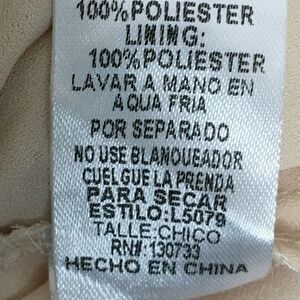 100%POLIESTER
LINING:
100%POLIESTER
LAVAR A MANO EN
AQUA FRIA
POR SEPARADO
NO USE BLANQUEADOR
CUELGUE LA PRENDA
PARA SECAR
ESTILO:L5079
TALLE:CHICO
RN#:130733
HECHO EN CHINA